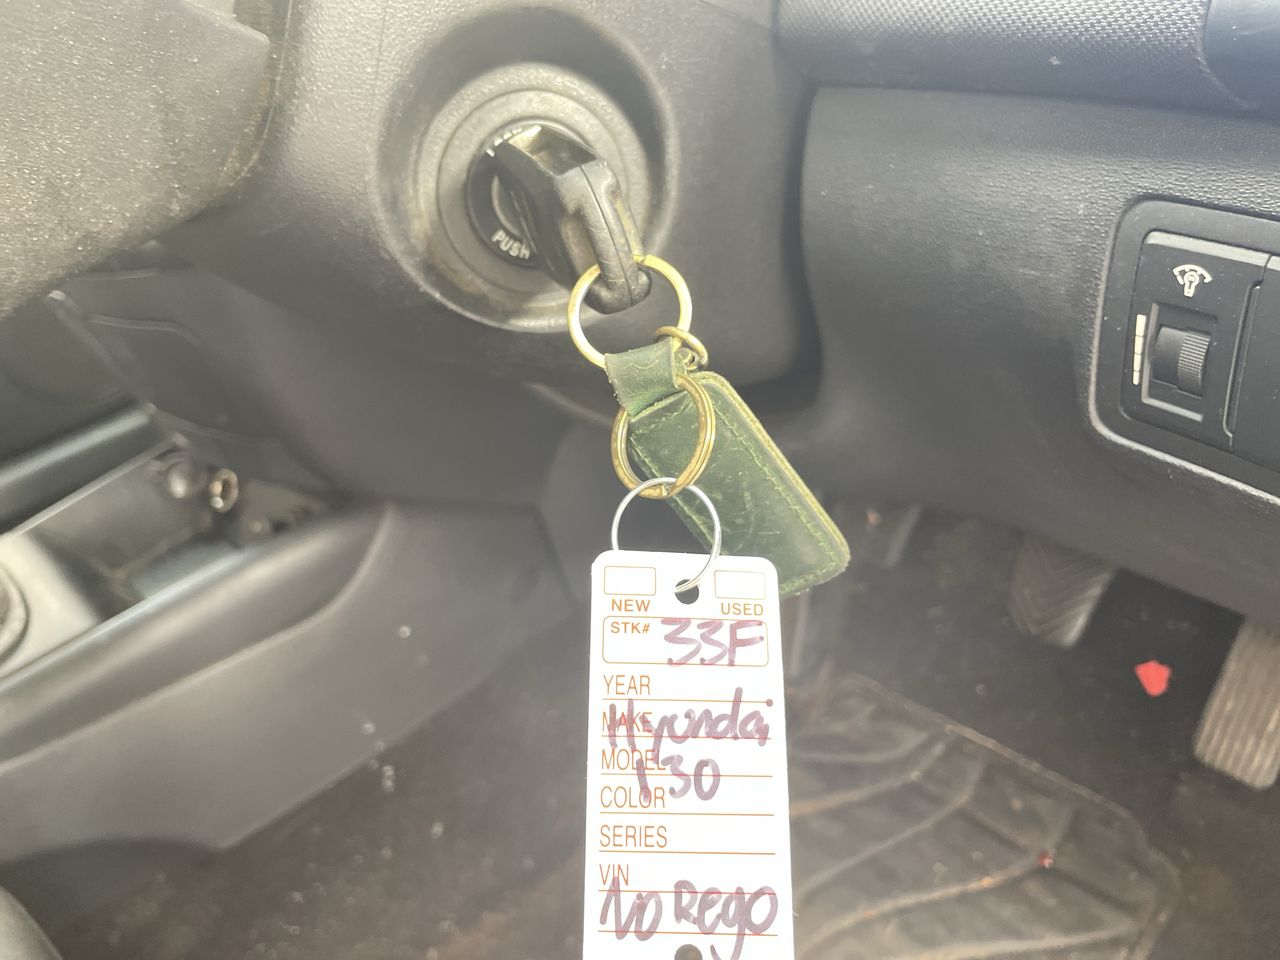 PUSH
NEW USED
STK# 33F
YEAR
MAKE Hyundai
MODEL i30
COLOR
SERIES
VIN
No Rego